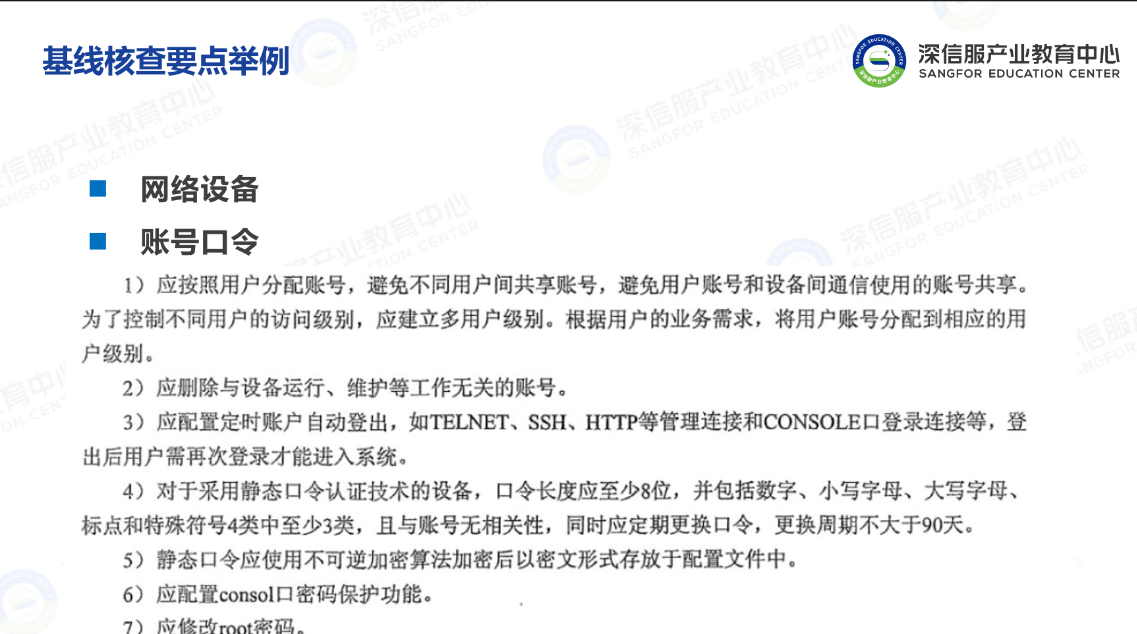 基线核查要点举例
深信服产业教育中心
SANGFOR EDUCATION CENTER
网络设备
账号口令
1）应按照用户分配账号，避免不同用户间共享账号，避免用户账号和设备间通信使用的账号共享。
为了控制不同用户的访问级别，应建立多用户级别。根据用户的业务需求，将用户账号分配到相应的用
户级别。
2）应删除与设备运行、维护等工作无关的账号。
3）应配置定时账户自动登出，如TELNET、SSH、HTTP等管理连接和CONSOLE口登录连接等，登
出后用户需再次登录才能进入系统。
4）对于采用静态口令认证技术的设备，口令长度应至少8位，并包括数字、小写字母、大写字母、
标点和特殊符号4类中至少3类，且与账号无相关性，同时应定期更换口令，更换周期不大于90天。
5）静态口令应使用不可逆加密算法加密后以密文形式存放于配置文件中。
6）应配置consol口密码保护功能。
7）应修改root密码。